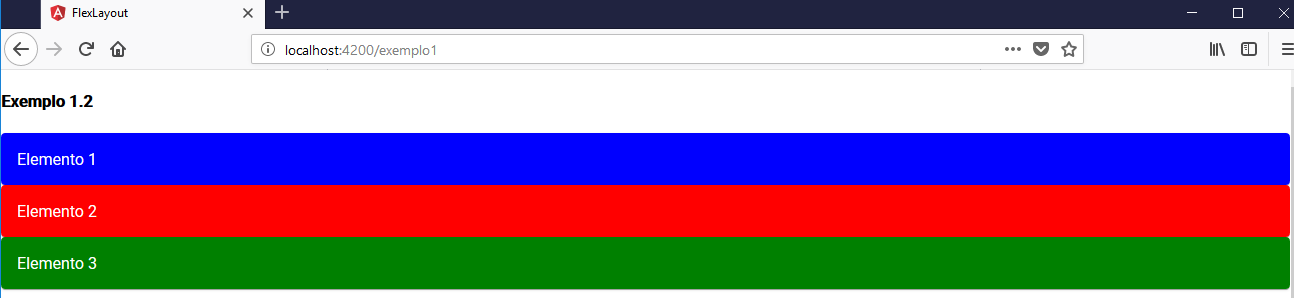 FlexLayout
localhost:4200/exemplo1
Exemplo 1.2
Elemento 1
Elemento 2
Elemento 3